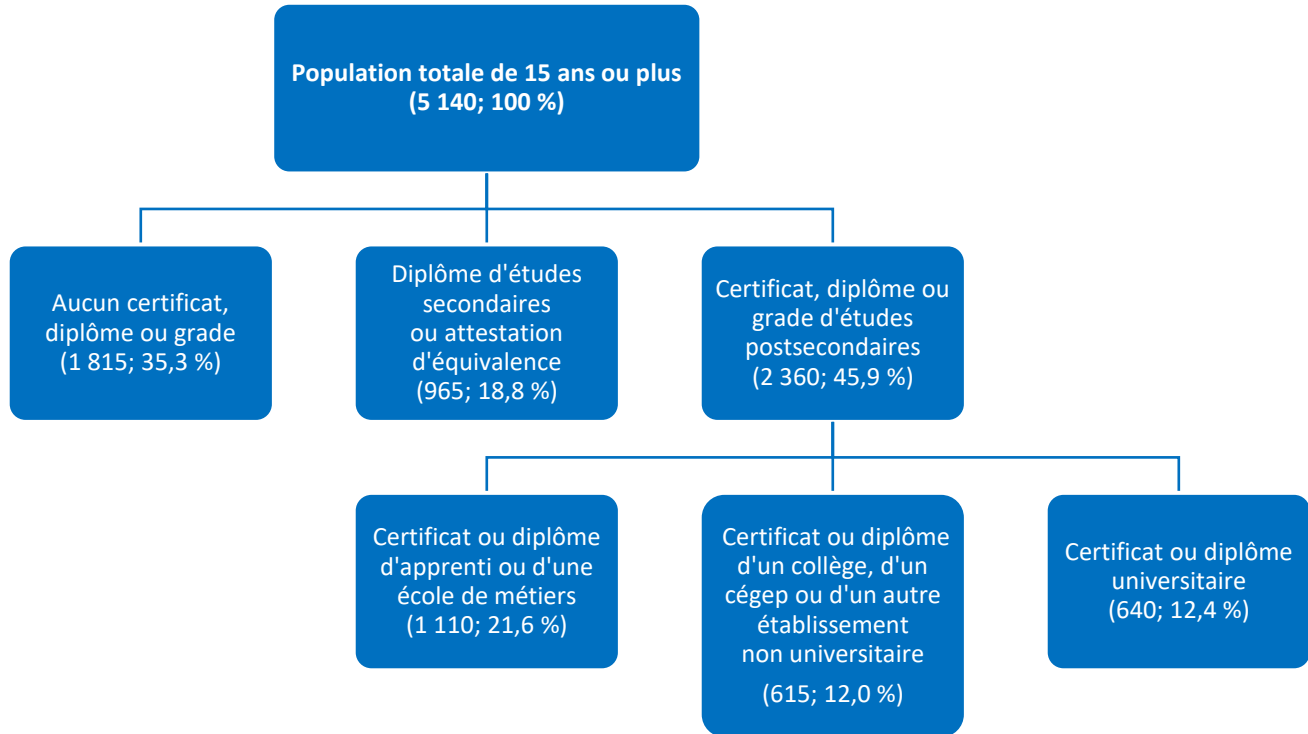 Population totale de 15 ans ou plus
(5 140; 100 %)
Aucun certificat,
diplôme ou grade
(1 815; 35,3 %)
Diplôme d'études
secondaires
ou attestation
d'équivalence
(965; 18,8 %)
Certificat, diplôme ou
grade d'études
postsecondaires
(2 360; 45,9 %)
Certificat ou diplôme
d'apprenti ou d'une
école de métiers
(1 110; 21,6 %)
Certificat ou diplôme
d'un collège, d'un
cégep ou d'un autre
établissement
non universitaire
(615; 12,0 %)
Certificat ou diplôme
universitaire
(640; 12,4 %)